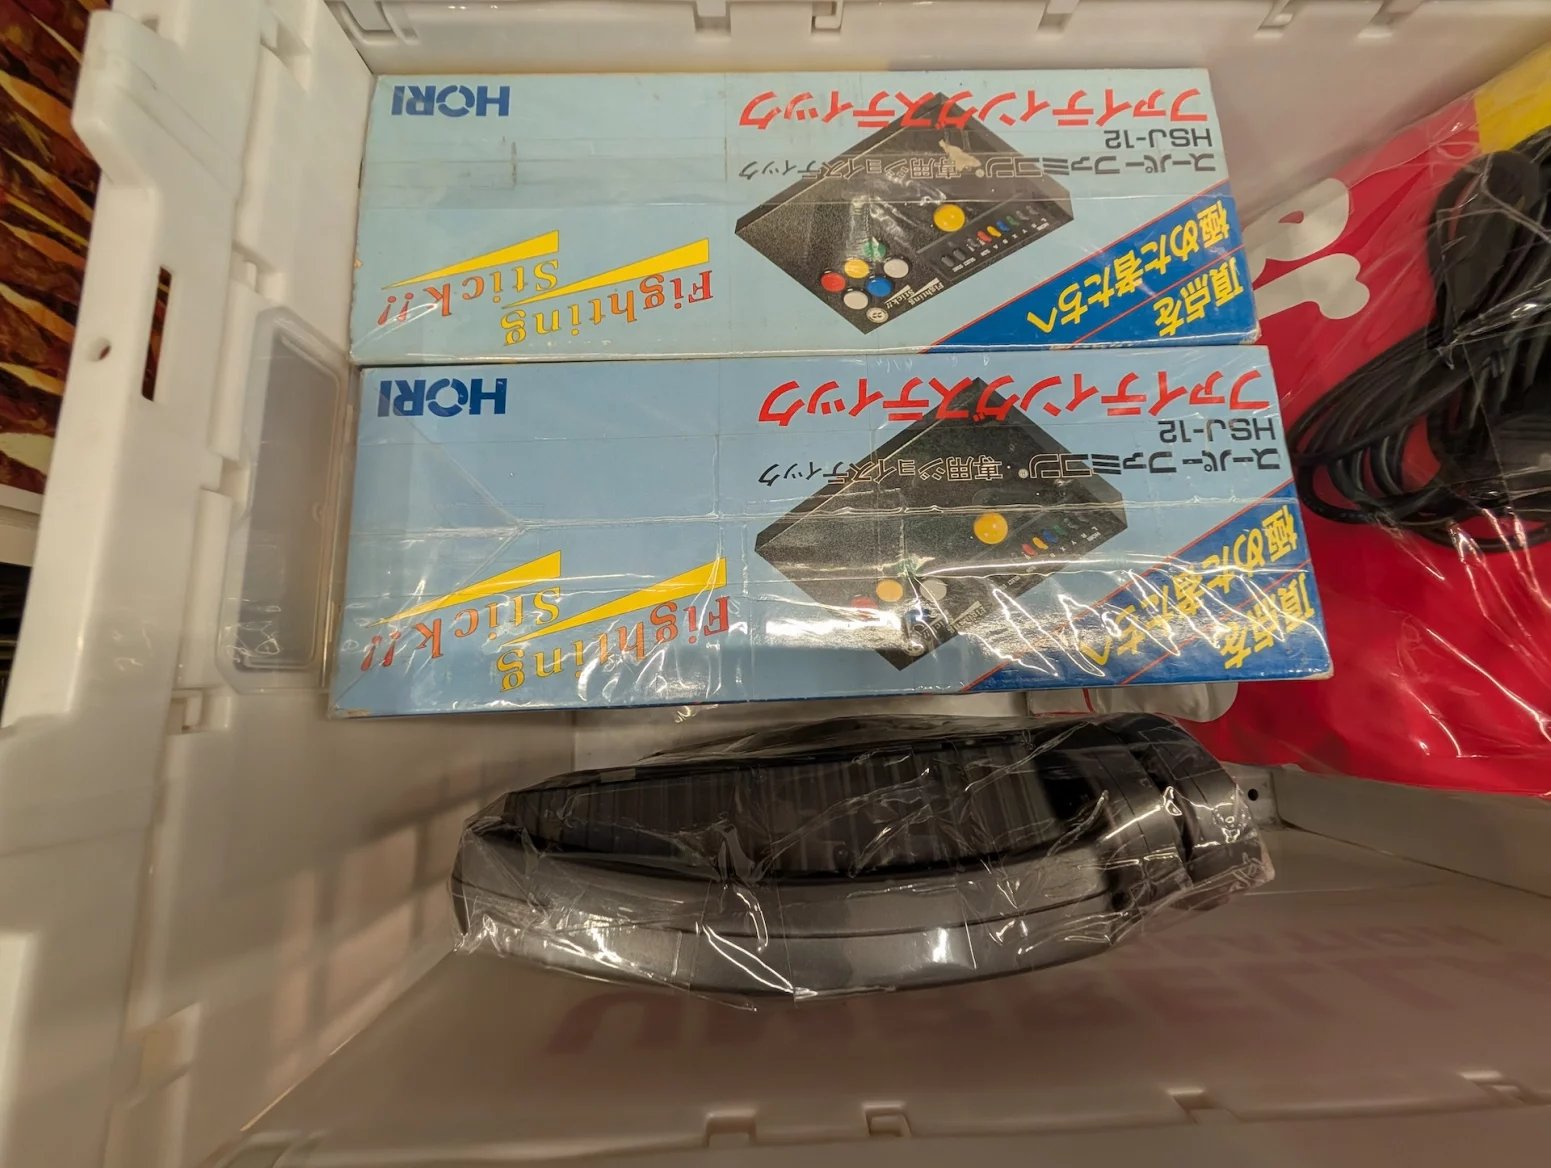 HORI
ファイティングスティック
HSJ-12
スーパーファミコン®専用ジョイスティック
頂点を
極めた者たちへ
Fighting
Stick!!
Fighting
Stick!!
HORI
ファイティングスティック
HSJ-12
スーパーファミコン®専用ジョイスティック
頂点を
極めた者たちへ
Fighting
Stick!!